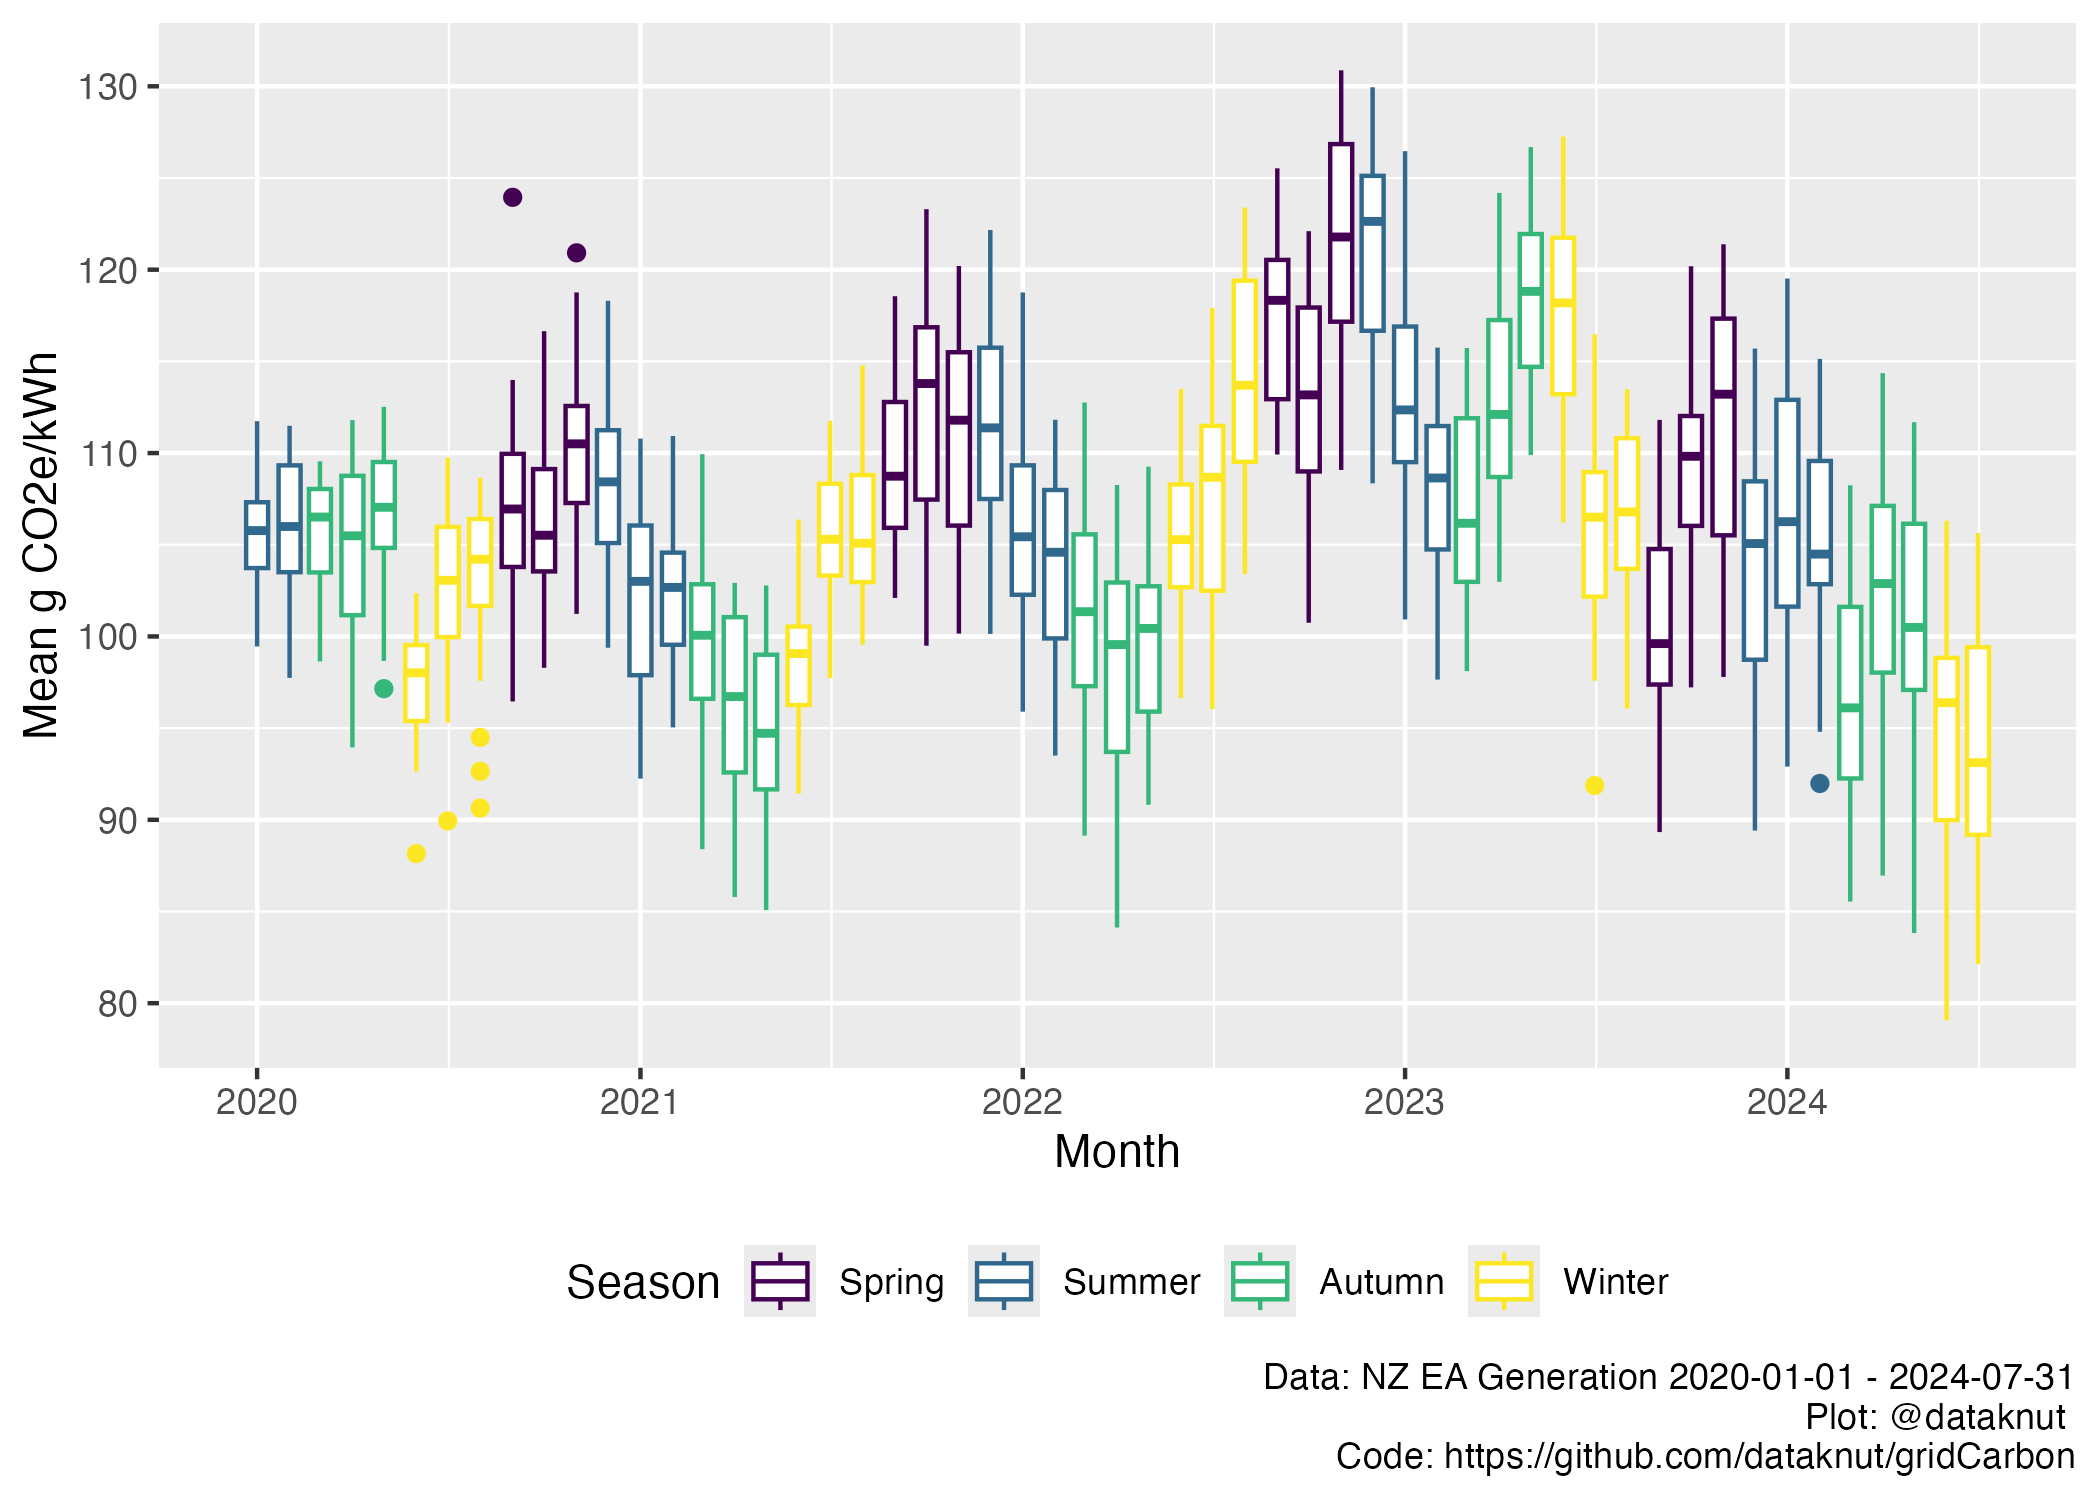 Mean g CO2e/kWh
130
120
110
100
90
80
2020 2021 2022 2023 2024
Month
Season Spring Summer Autumn Winter
Data: NZ EA Generation 2020-01-01 - 2024-07-31
Plot: @dataknut
Code: https://github.com/dataknut/gridCarbon